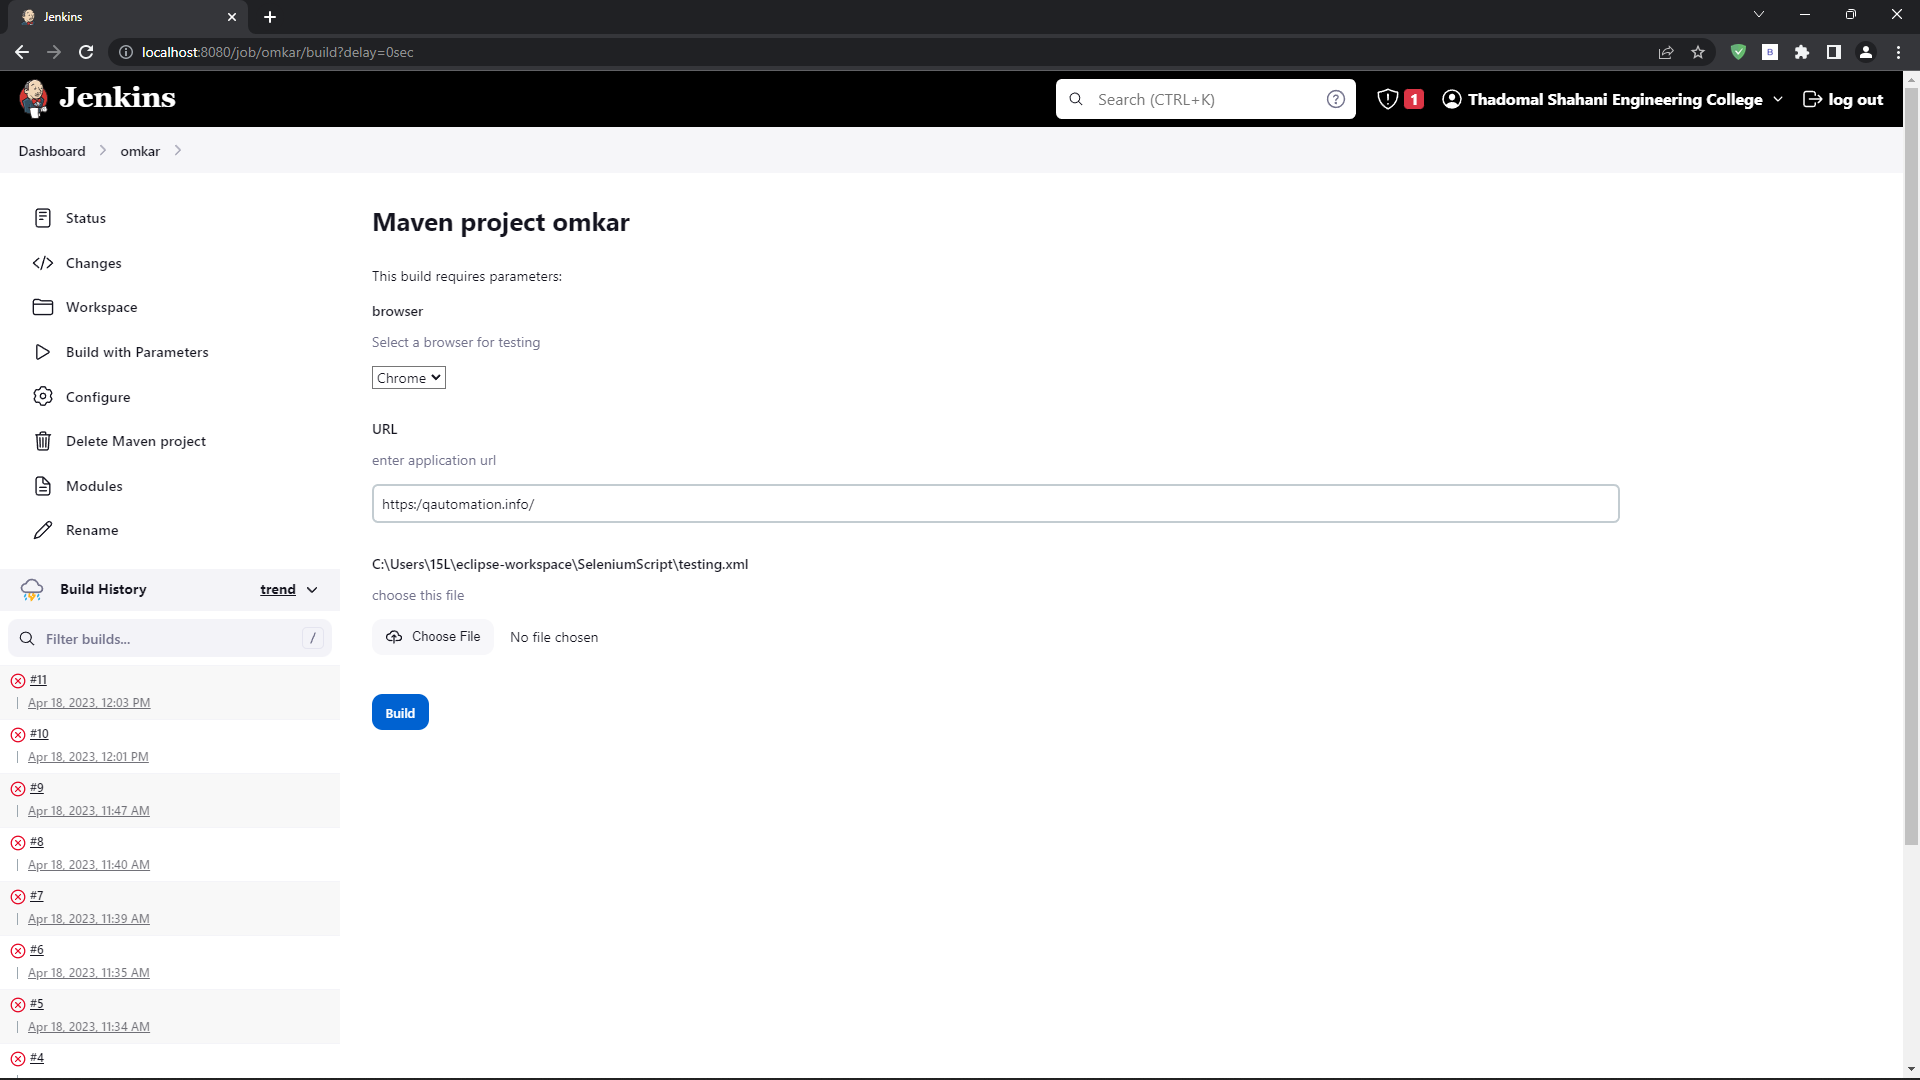 Jenkins
localhost:8080/job/omkar/build?delay=0sec
Jenkins
Search (CTRL+K)
1
Thadomal Shahani Engineering College
log out
Dashboard
omkar
Status
Changes
Workspace
Build with Parameters
Configure
Delete Maven project
Modules
Rename
Build History
trend
Filter builds...
/
#11
Apr 18, 2023, 12:03 PM
#10
Apr 18, 2023, 12:01 PM
#9
Apr 18, 2023, 11:47 AM
#8
Apr 18, 2023, 11:40 AM
#7
Apr 18, 2023, 11:39 AM
#6
Apr 18, 2023, 11:35 AM
#5
Apr 18, 2023, 11:34 AM
#4
Maven project omkar
This build requires parameters:
browser
Select a browser for testing
Chrome
URL
enter application url
https:/qautomation.info/
C:\Users\15L\eclipse-workspace\SeleniumScript\testing.xml
choose this file
Choose File No file chosen
Build